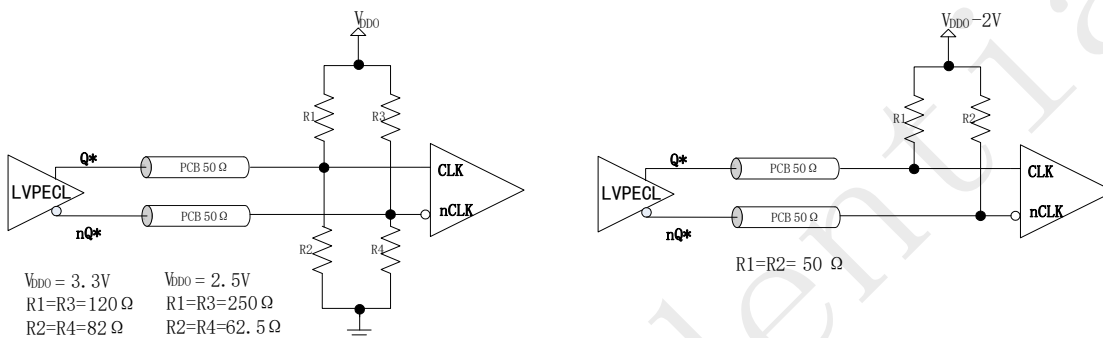 VDDO
R1
R3
Q*
PCB 50 Ω
CLK
LVPECL
PCB 50 Ω
nCLK
nQ*
R2
R4
VDDO = 3.3V
R1=R3=120 Ω
R2=R4=82 Ω
VDDO = 2.5V
R1=R3=250 Ω
R2=R4=62.5 Ω
VDDO-2V
R1
R2
Q*
PCB 50 Ω
CLK
LVPECL
PCB 50 Ω
nCLK
nQ*
R1=R2= 50 Ω
dentia